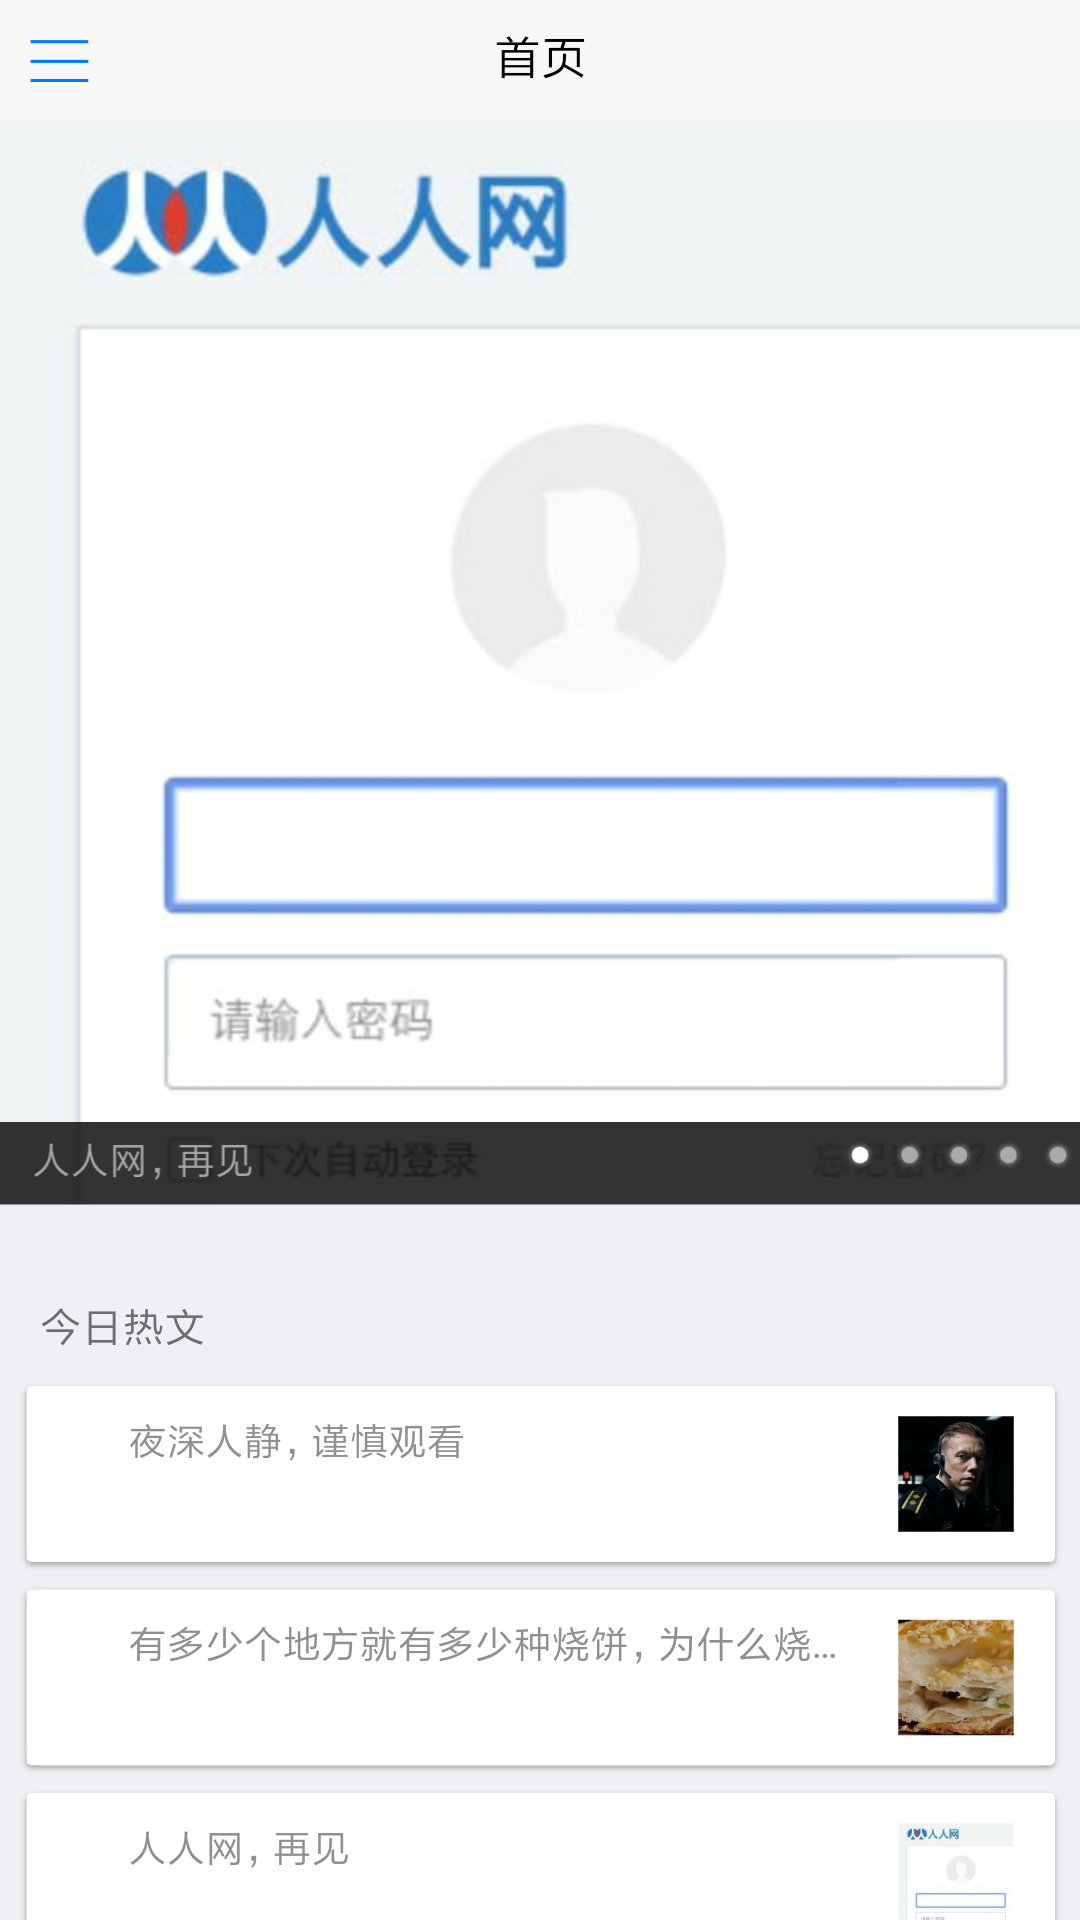 首页
人人网
请输入密码
人人网，再见
下次自动登录
忘记密码?
今日热文
夜深人静，谨慎观看
有多少个地方就有多少种烧饼，为什么烧...
人人网，再见
人人网